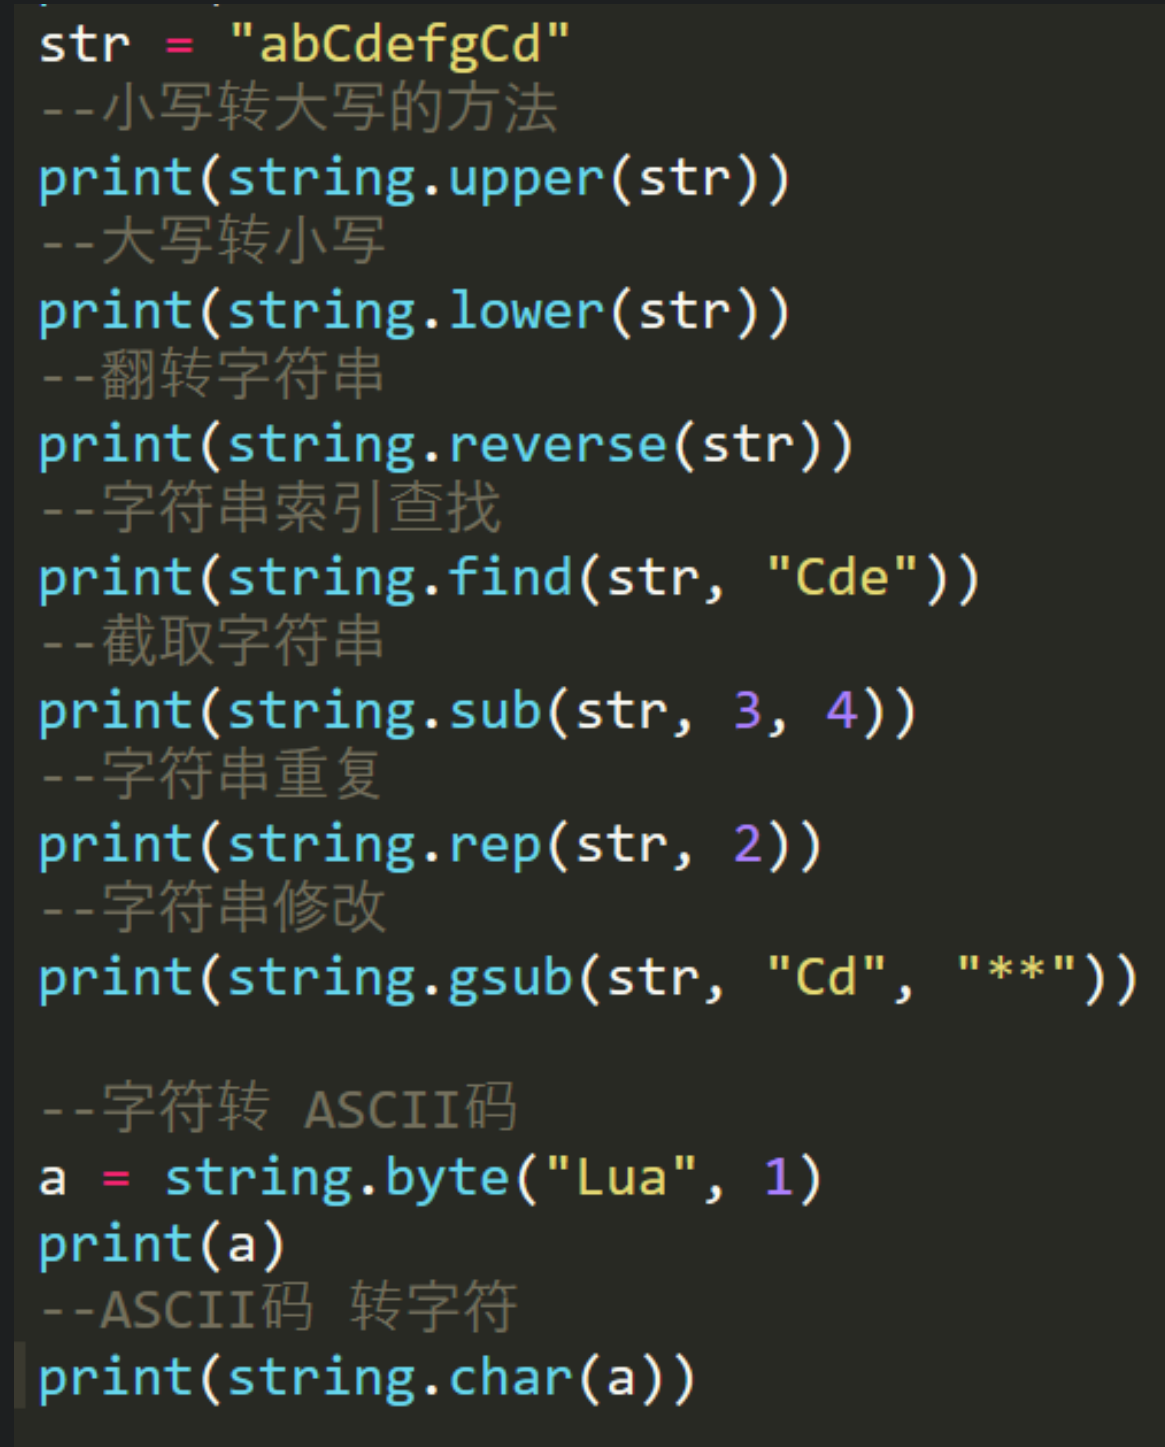 str = "abCdefgCd"
--小写转大写的方法
print(string.upper(str))
--大写转小写
print(string.lower(str))
--翻转字符串
print(string.reverse(str))
--字符串索引查找
print(string.find(str, "Cde"))
--截取字符串
print(string.sub(str, 3, 4))
--字符串重复
print(string.rep(str, 2))
--字符串修改
print(string.gsub(str, "Cd", "**"))
--字符转 ASCII码
a = string.byte("Lua", 1)
print(a)
--ASCII码 转字符
print(string.char(a))